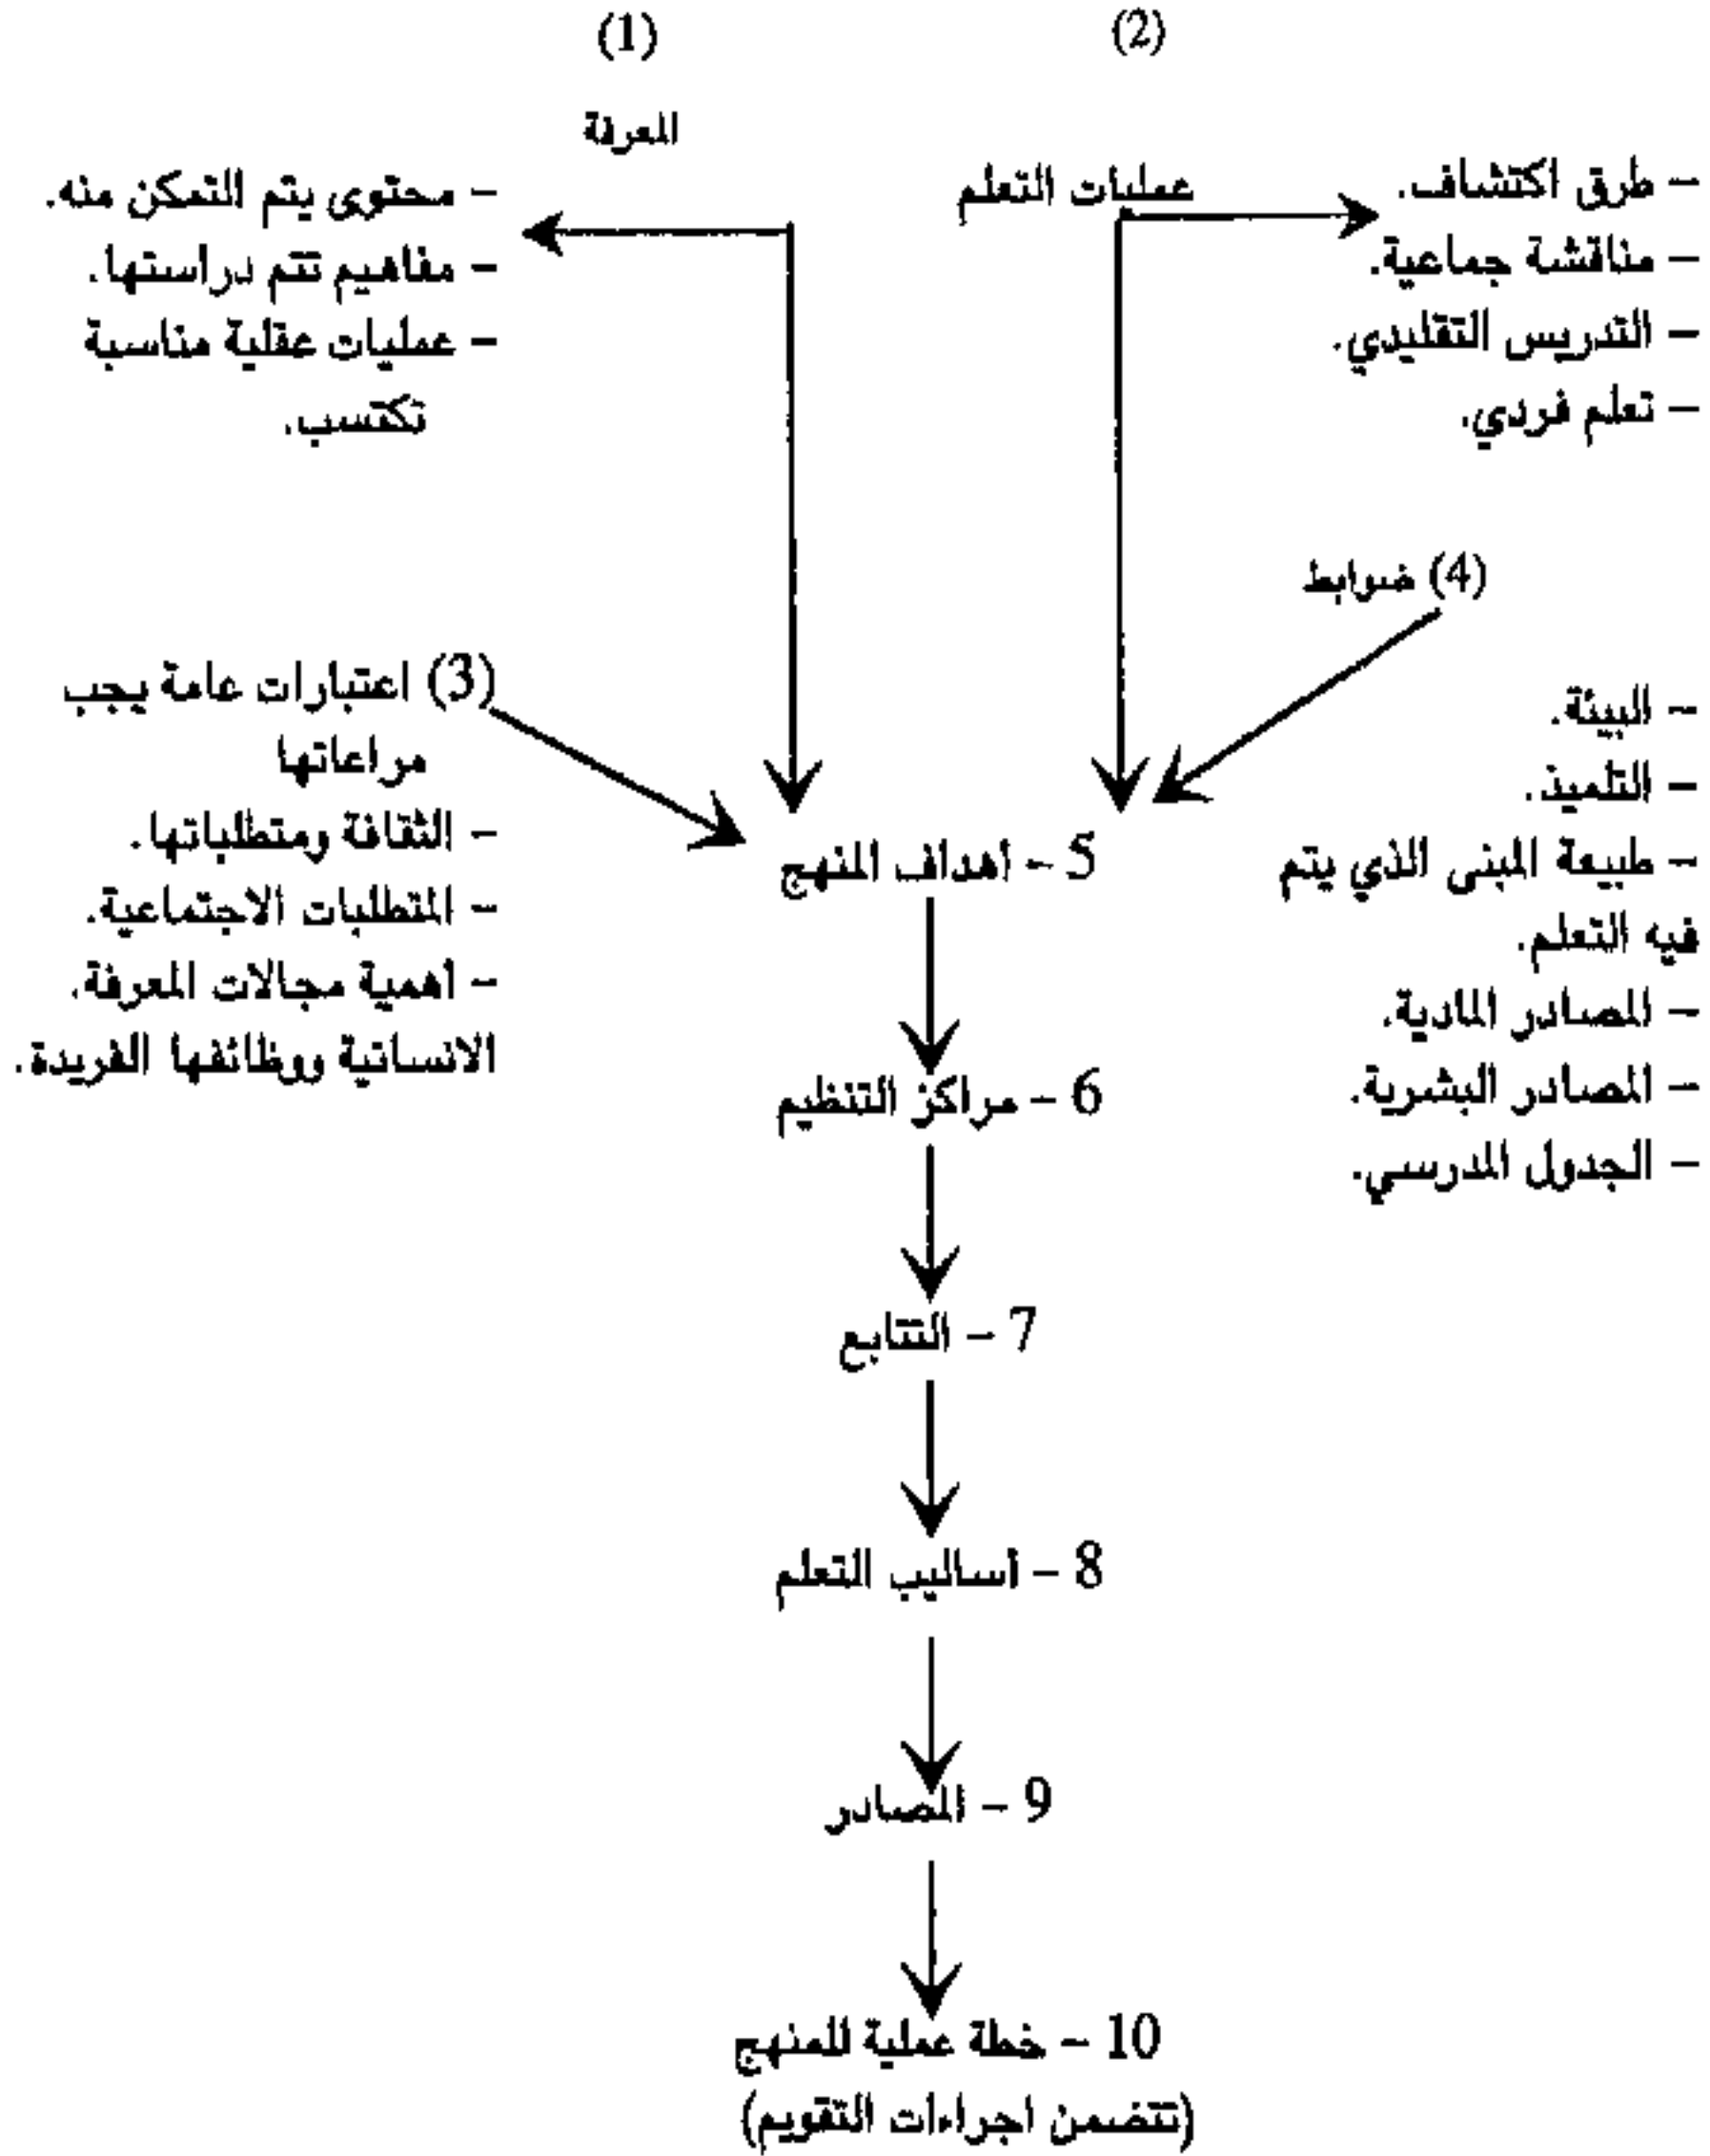 (1)
المعرفة
- محتوى يتم التمكن منه.
- مفاهيم تتم دراستها.
- عمليات عقلية مناسبة
تكتسب.
(2)
عمليات التعلم
- طرق اكتشاف.
- مناقشة جماعية.
- التدريس التقليدي.
- تعلم فردي.
(3) اعتبارات عامة يجب
مراعاتها
- الثقافة ومتطلباتها.
- المتطلبات الاجتماعية.
- اهمية مجالات المعرفة.
الانسانية ووظائفها الفريدة.
(4) ضوابط
- البيئة.
- التلميذ.
- طبيعة المبنى الذي يتم
فيه التعلم.
- المصادر المادية.
- المصادر البشرية.
- الجدول المدرسي.
5 - اهداف المنهج
6 - مراكز التنظيم
7 - التتابع
8 - أساليب التعلم
9 - المصادر
10 - خطة عملية للمنهج
(تتضمن اجراءات التقويم)